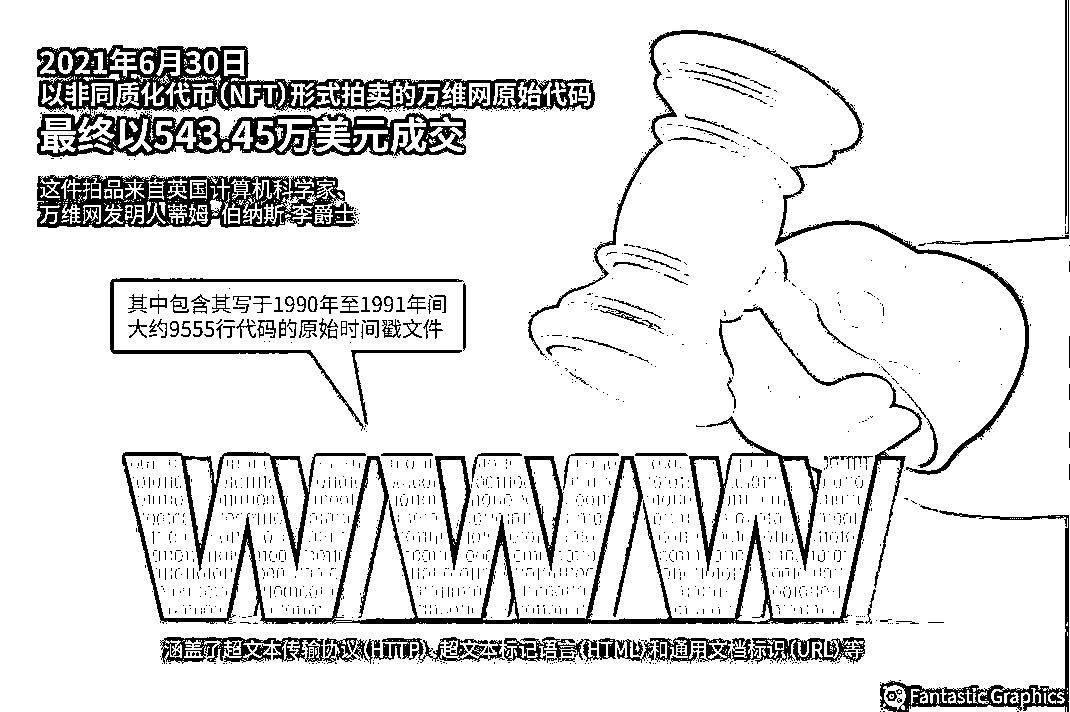 2021年6月30日
以非同质化代币（NFT）形式拍卖的万维网原始代码
最终以543.45万美元成交
这件拍品来自英国计算机科学家、
万维网发明人蒂姆·伯纳斯·李爵士
其中包含其写于1990年至1991年间
大约9555行代码的原始时间戳文件
WWW
涵盖了超文本传输协议（HTTP）、超文本标记语言（HTML）和通用文档标识（URL）等
Fantastic Graphics